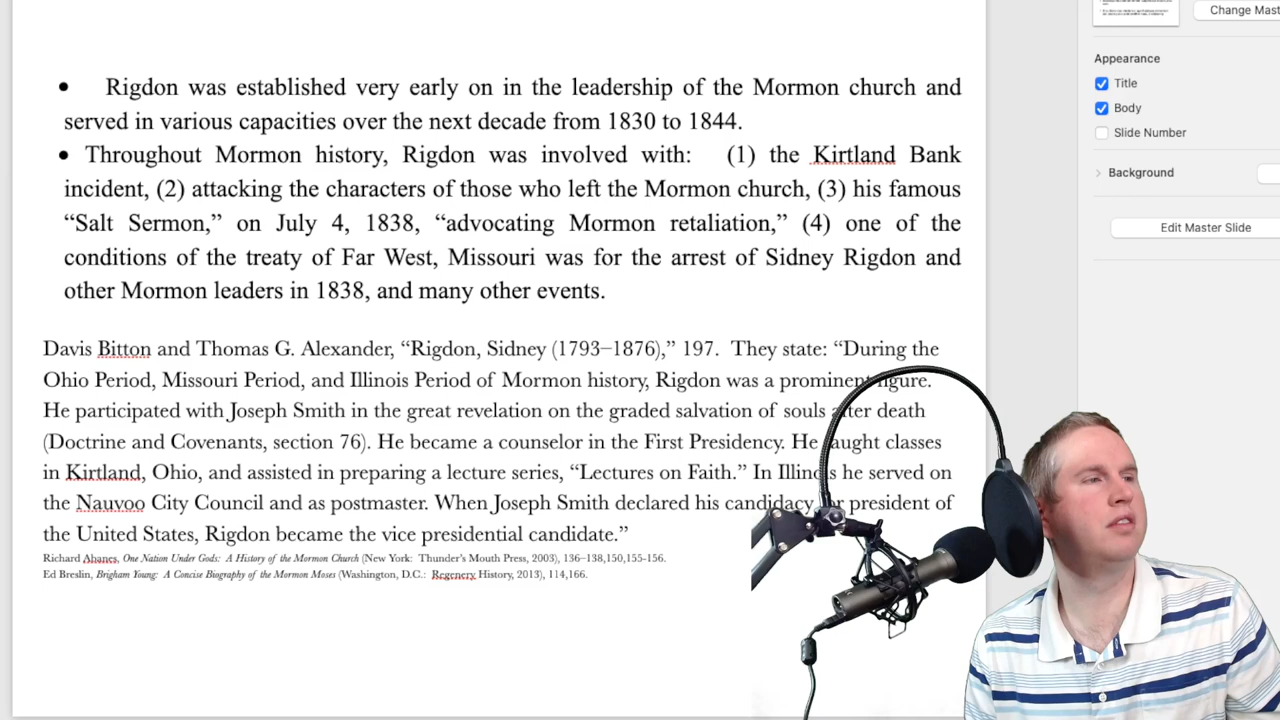 Change Mast
Appearance
Title
Body
Slide Number
Background
Edit Master Slide
• Rigdon was established very early on in the leadership of the Mormon church and
served in various capacities over the next decade from 1830 to 1844.
• Throughout Mormon history, Rigdon was involved with: (1) the Kirtland Bank
incident, (2) attacking the characters of those who left the Mormon church, (3) his famous
“Salt Sermon,” on July 4, 1838, “advocating Mormon retaliation,” (4) one of the
conditions of the treaty of Far West, Missouri was for the arrest of Sidney Rigdon and
other Mormon leaders in 1838, and many other events.
Davis Bitton and Thomas G. Alexander, “Rigdon, Sidney (1793–1876),” 197. They state: “During the
Ohio Period, Missouri Period, and Illinois Period of Mormon history, Rigdon was a prominent figure.
He participated with Joseph Smith in the great revelation on the graded salvation of souls after death
(Doctrine and Covenants, section 76). He became a counselor in the First Presidency. He taught classes
in Kirtland, Ohio, and assisted in preparing a lecture series, “Lectures on Faith.” In Illinois he served on
the Nauvoo City Council and as postmaster. When Joseph Smith declared his candidacy for president of
the United States, Rigdon became the vice presidential candidate.”
Richard Abanes, One Nation Under Gods: A History of the Mormon Church (New York: Thunder's Mouth Press, 2003), 136–138,150,155-156.
Ed Breslin, Brigham Young: A Concise Biography of the Mormon Moses (Washington, D.C.: Regenery History, 2013), 114,166.